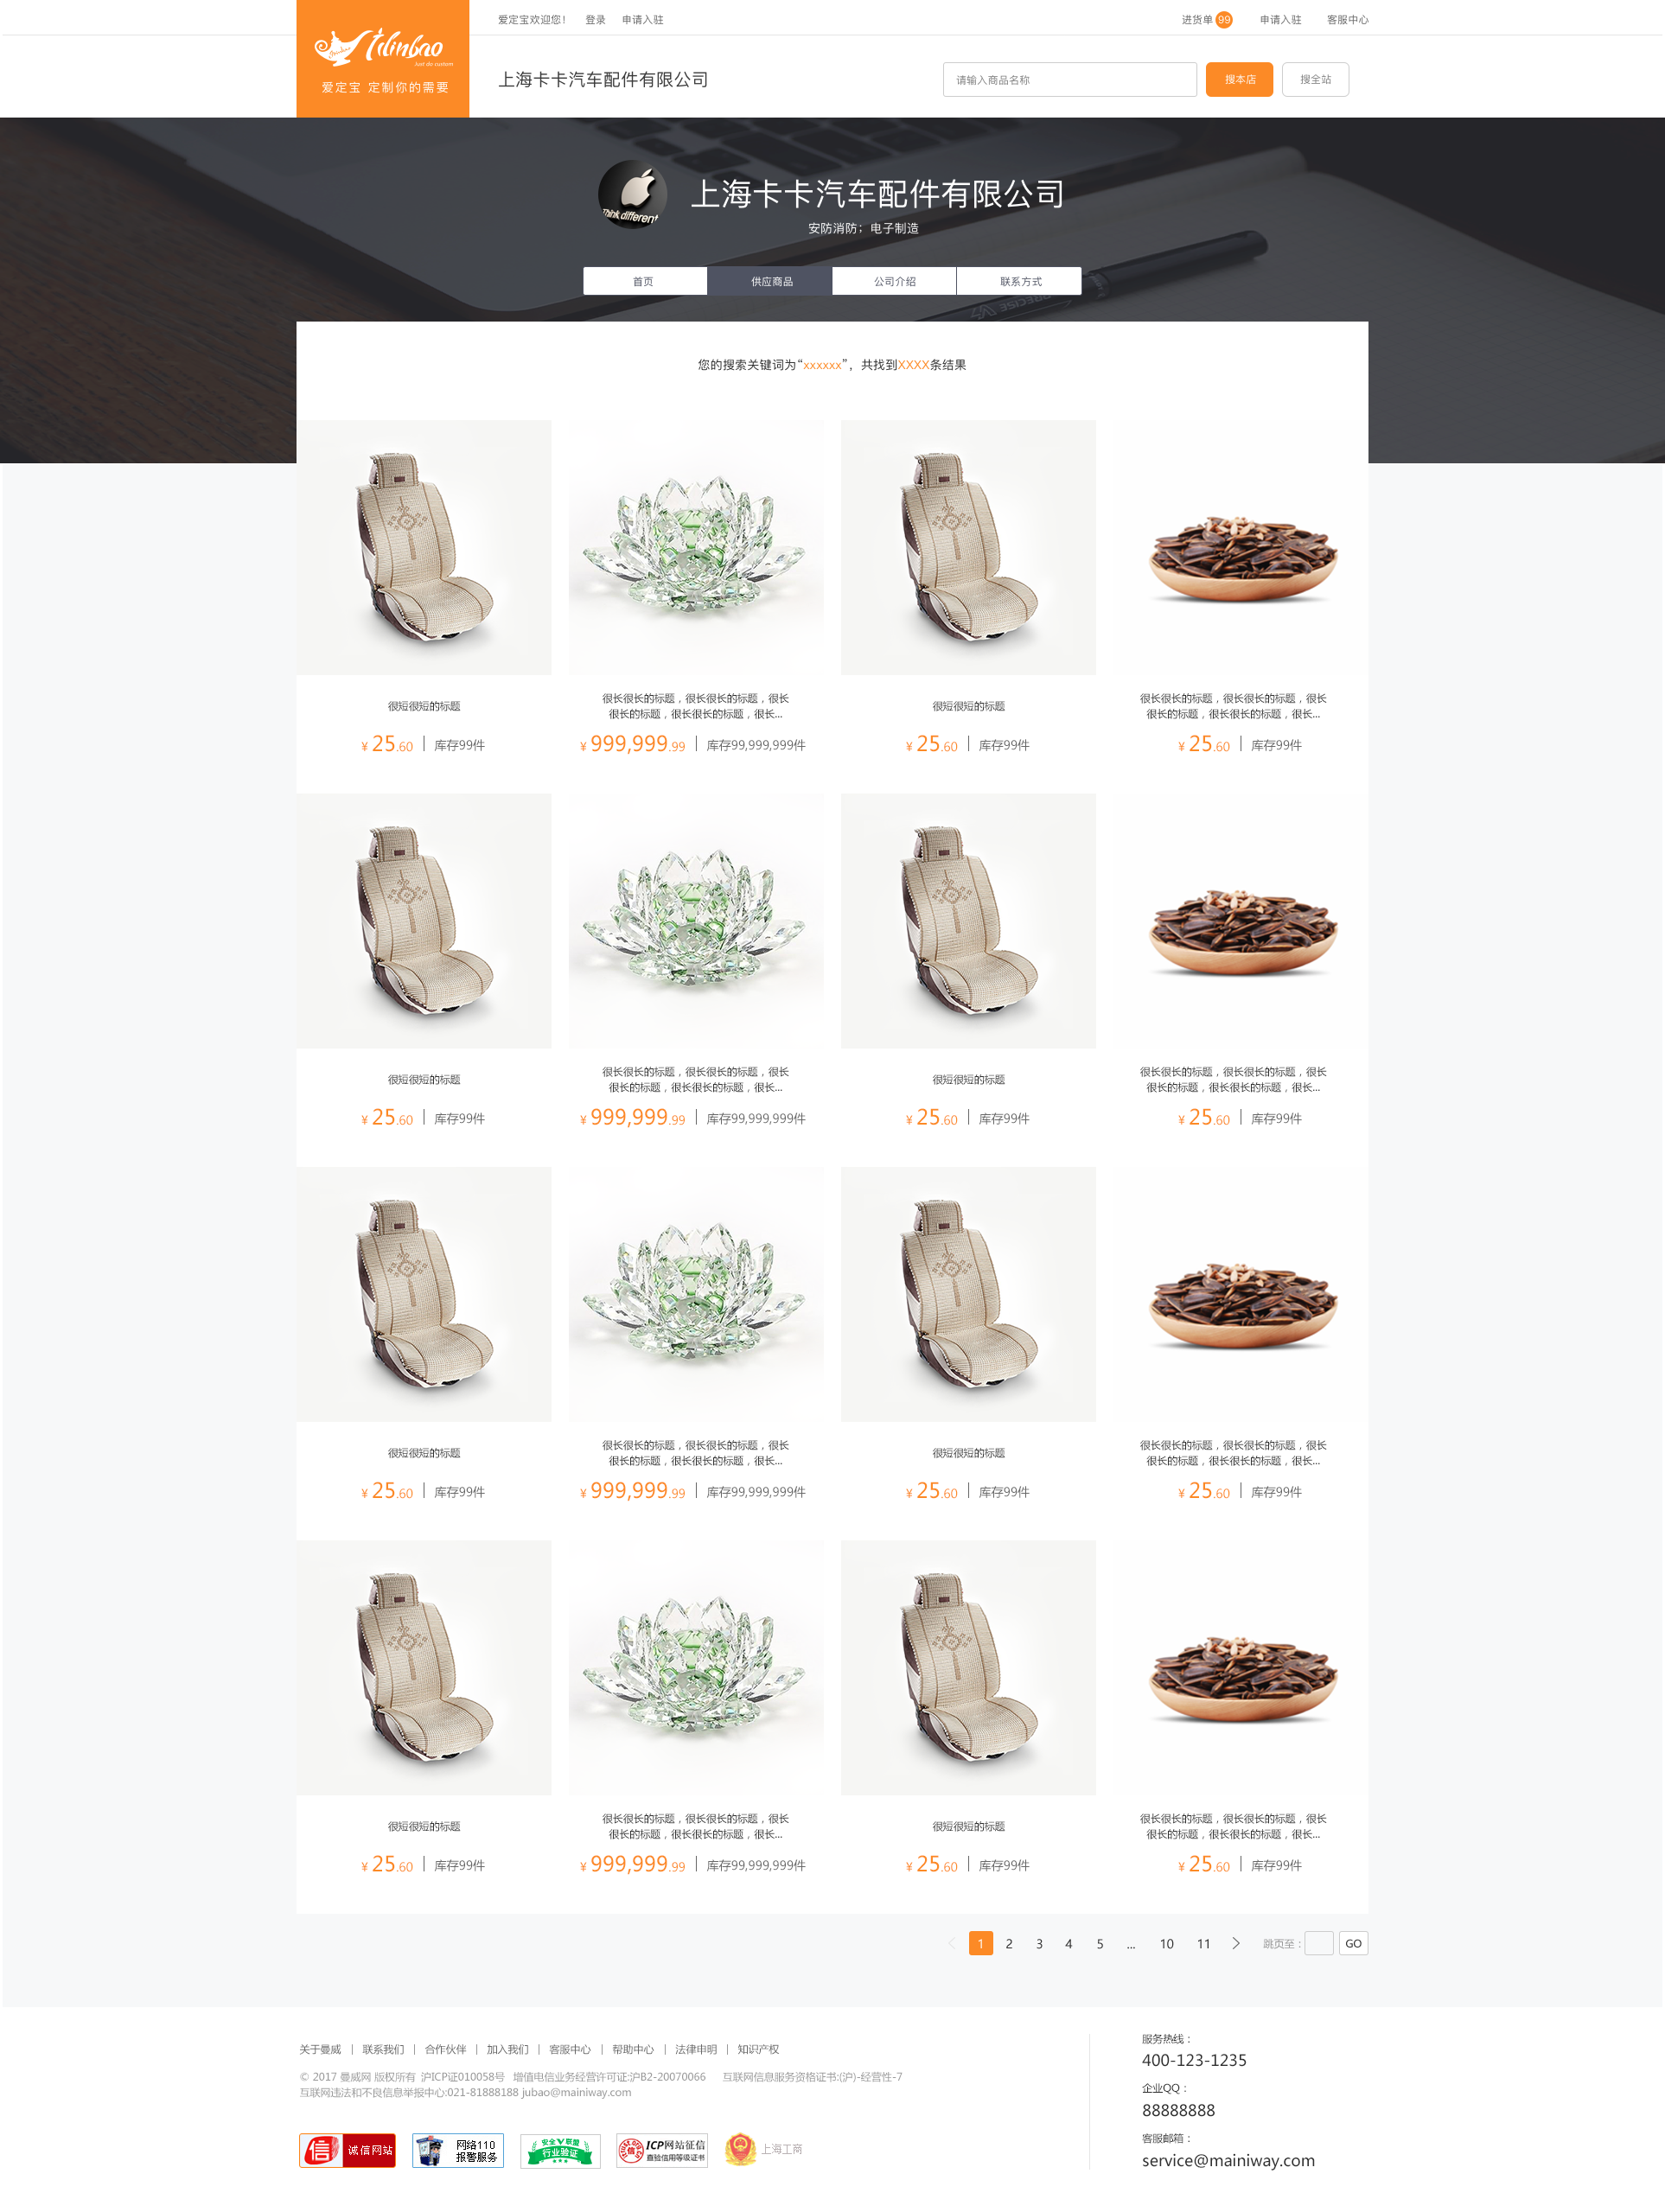 爱定宝欢迎您! 登录 申请入驻 进货单 99 申请入驻 客服中心
Just do custom
爱定宝 定制你的需要
上海卡卡汽车配件有限公司
请输入商品名称 搜本店 搜全站
Think different
上海卡卡汽车配件有限公司
安防消防；电子制造
首页 供应商品 公司介绍 联系方式
您的搜索关键词为“xxxxxx”，共找到XXXX条结果
很短很短的标题
¥ 25.60 | 库存99件
很长很长的标题，很长很长的标题，很长
很长的标题，很长很长的标题，很长...
¥ 999,999.99 | 库存99,999,999件
很短很短的标题
¥ 25.60 | 库存99件
很长很长的标题，很长很长的标题，很长
很长的标题，很长很长的标题，很长...
¥ 25.60 | 库存99件
很短很短的标题
¥ 25.60 | 库存99件
很长很长的标题，很长很长的标题，很长
很长的标题，很长很长的标题，很长...
¥ 999,999.99 | 库存99,999,999件
很短很短的标题
¥ 25.60 | 库存99件
很长很长的标题，很长很长的标题，很长
很长的标题，很长很长的标题，很长...
¥ 25.60 | 库存99件
很短很短的标题
¥ 25.60 | 库存99件
很长很长的标题，很长很长的标题，很长
很长的标题，很长很长的标题，很长...
¥ 999,999.99 | 库存99,999,999件
很短很短的标题
¥ 25.60 | 库存99件
很长很长的标题，很长很长的标题，很长
很长的标题，很长很长的标题，很长...
¥ 25.60 | 库存99件
很短很短的标题
¥ 25.60 | 库存99件
很长很长的标题，很长很长的标题，很长
很长的标题，很长很长的标题，很长...
¥ 999,999.99 | 库存99,999,999件
很短很短的标题
¥ 25.60 | 库存99件
很长很长的标题，很长很长的标题，很长
很长的标题，很长很长的标题，很长...
¥ 25.60 | 库存99件
1 2 3 4 5 ... 10 11 跳页至： GO
关于曼威 | 联系我们 | 合作伙伴 | 加入我们 | 客服中心 | 帮助中心 | 法律申明 | 知识产权
© 2017 曼威网 版权所有 沪ICP证010058号 增值电信业务经营许可证:沪B2-20070066 互联网信息服务资格证书:(沪)-经营性-7
互联网违法和不良信息举报中心:021-81888188 jubao@mainiway.com
信 诚信网站
网络110
报警服务
安全V联盟
行业验证
ICP网站征信
直验信用等级证书
上海工商
服务热线：
400-123-1235
企业QQ：
88888888
客服邮箱：
service@mainiway.com